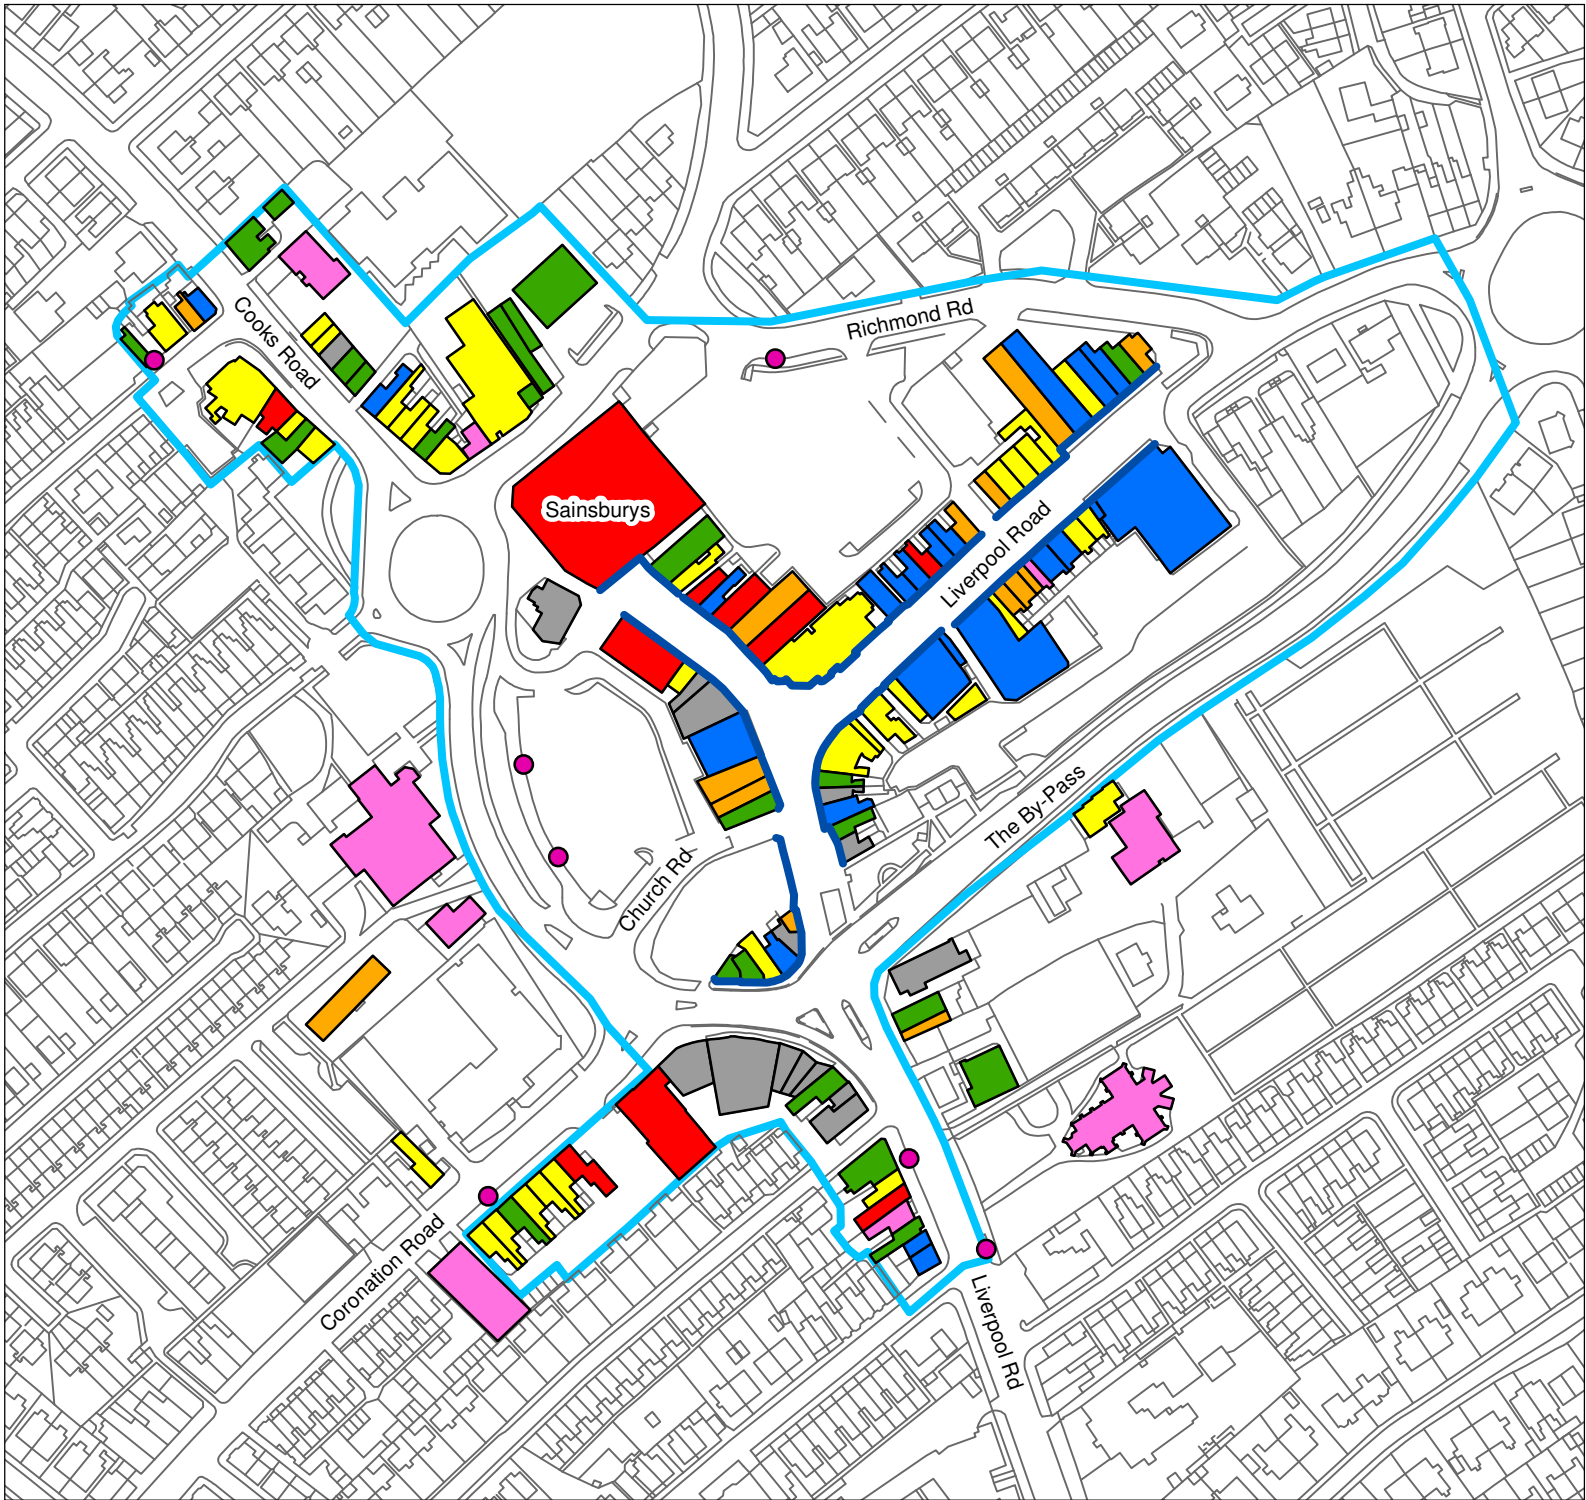 Cooks Road
Richmond Rd
Sainsburys
Liverpool Road
The By-Pass
Church Rd
Coronation Road
Liverpool Rd